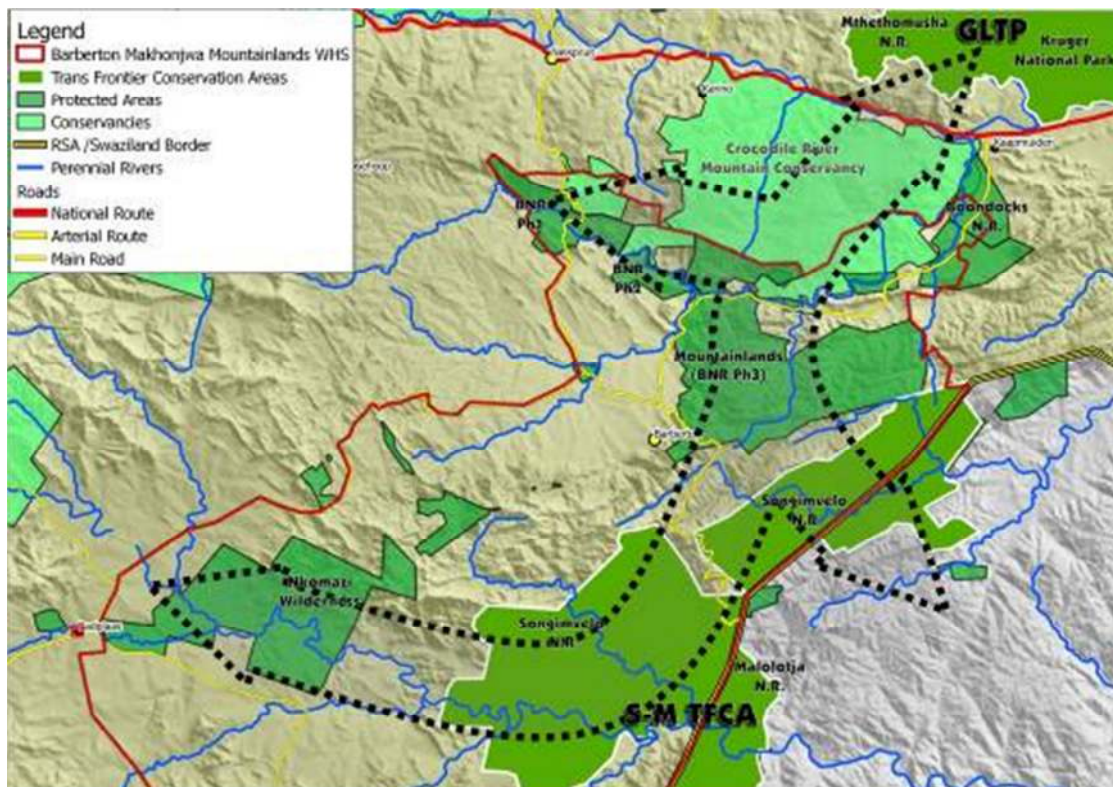 Legend
Barberton Makhonjwa Mountainlands WHS
Trans Frontier Conservation Areas
Protected Areas
Conservancies
RSA /Swaziland Border
Perennial Rivers
Roads
National Route
Arterial Route
Main Road
Mthethomusha
N.R.
GLTP
Kruger
National Park
Crocodile River
Mountain Conservancy
BNR
BNR
Ph2
N.R.
Mountainlands
(BNR Ph3)
Songimvelo
N.R.
Nkomazi
Wilderness
Songimvelo
N.R.
Malolotja
N.R.
S-M TFCA